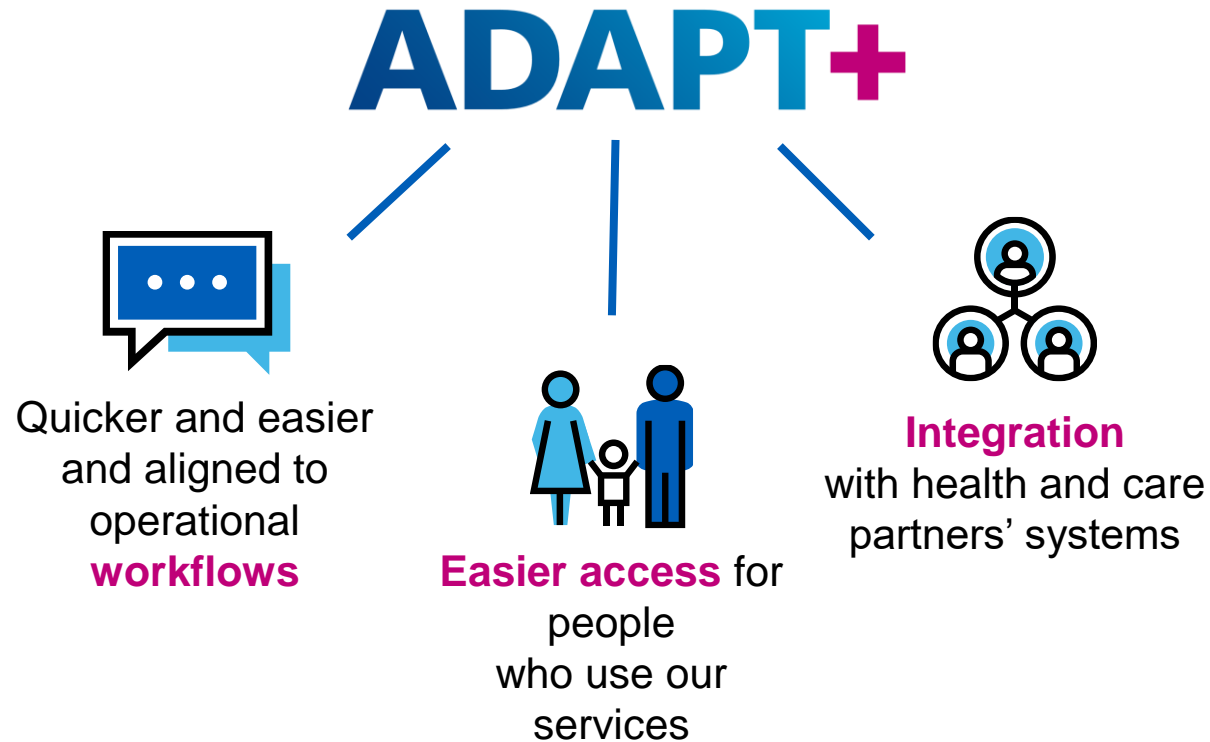 ADAPT+
Quicker and easier
and aligned to
operational
workflows
Easier access for
people
who use our
services
Integration
with health and care
partners’ systems